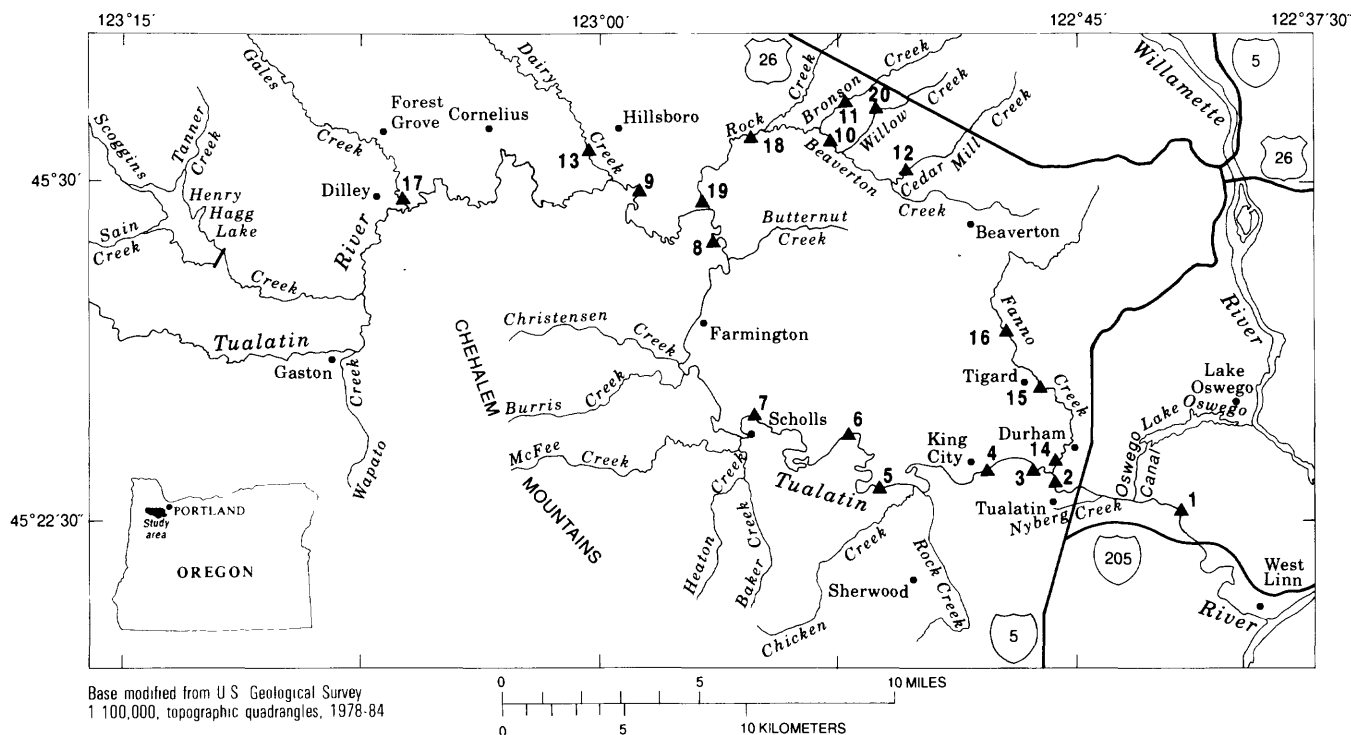 123°15'
123°00'
122°45'
122°37'30"
45°30'
45°22'30"
Gales
Creek
Forest
Grove
Cornelius
Dairy
Creek
Hillsboro
13
26
Rock
Creek
18
Bronson
Creek
11
20
Willow
Creek
10
Beaverton
Creek
12
Cedar Mill Creek
Willamette
River
5
26
Scoggins
Tanner
Creek
Henry
Hagg
Lake
Sain
Creek
Creek
Dilley
17
River
9
19
8
Butternut
Creek
Beaverton
Tualatin
Gaston
Creek
Wapato
CHEHALEM
MOUNTAINS
Christensen
Creek
Farmington
Burris Creek
McFee
Creek
7
Scholls
6
5
Tualatin
Creek
Heaton
Baker Creek
Chicken
Creek
Rock Creek
Sherwood
Fanno
Creek
16
Tigard
15
King
City
4
Durham
14
3
2
Tualatin
Nyberg Creek
Oswego
Canal
Lake
Oswego
Lake Oswego
1
205
West
Linn
River
5
PORTLAND
Study
area
OREGON
Base modified from U S Geological Survey
1 100,000, topographic quadrangles, 1978-84
0 5 10 MILES
0 5 10 KILOMETERS